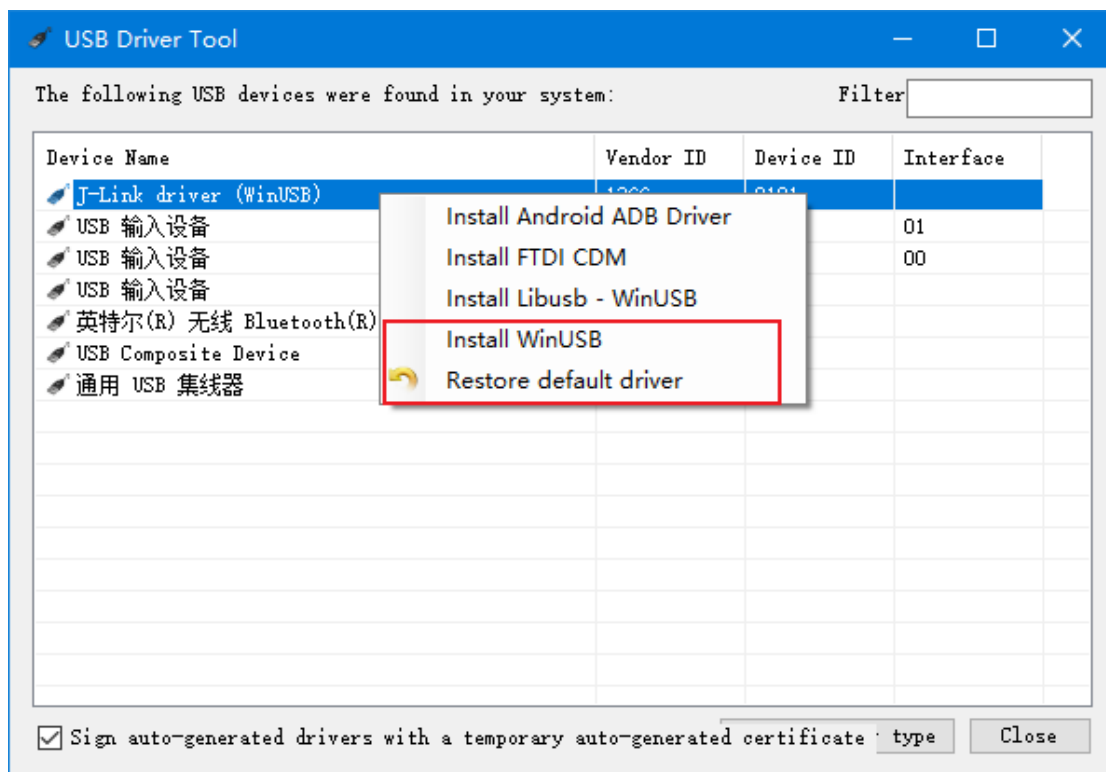 USB Driver Tool
The following USB devices were found in your system:
Filter
Device Name Vendor ID Device ID Interface
J-Link driver (WinUSB)
USB 输入设备 01
USB 输入设备 00
USB 输入设备
英特尔(R) 无线 Bluetooth(R)
USB Composite Device
通用 USB 集线器
Install Android ADB Driver
Install FTDI CDM
Install Libusb - WinUSB
Install WinUSB
Restore default driver
Sign auto-generated drivers with a temporary auto-generated certificate type Close